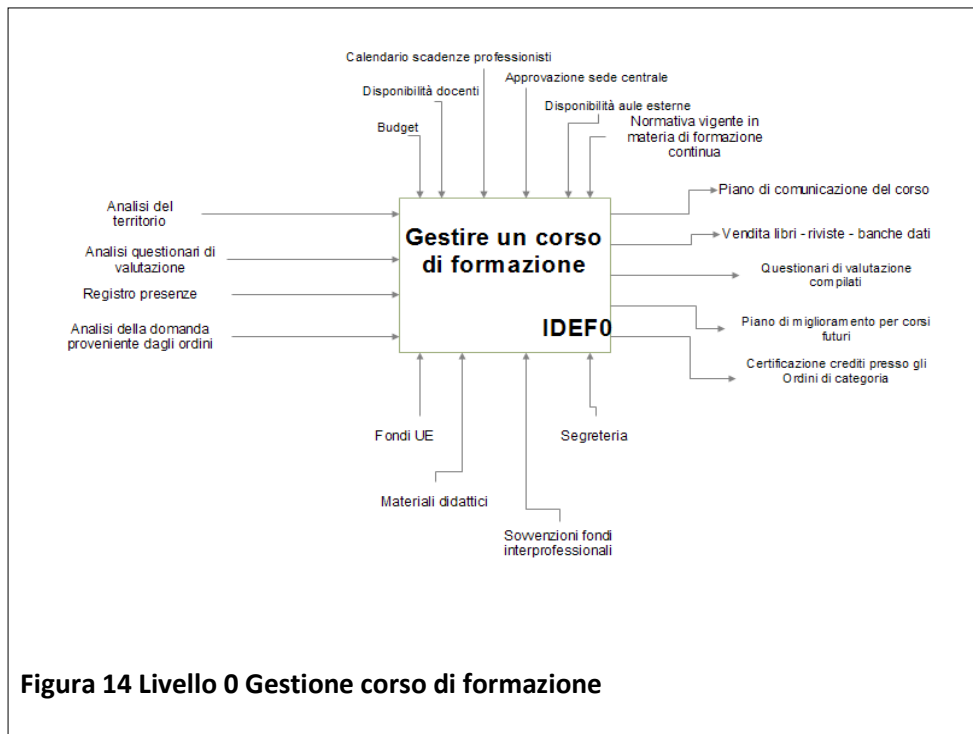 Calendario scadenze professionisti
Approvazione sede centrale
Disponibilità docenti
Disponibilità aule esterne
Budget
Normativa vigente in
materia di formazione
continua
Analisi del
territorio
Analisi questionari di
valutazione
Registro presenze
Analisi della domanda
proveniente dagli ordini
Gestire un corso
di formazione
IDEF0
Piano di comunicazione del corso
Vendita libri - riviste - banche dati
Questionari di valutazione
compilati
Piano di miglioramento per corsi
futuri
Certificazione crediti presso gli
Ordini di categoria
Fondi UE
Segreteria
Materiali didattici
Sovvenzioni fondi
interprofessionali
Figura 14 Livello 0 Gestione corso di formazione